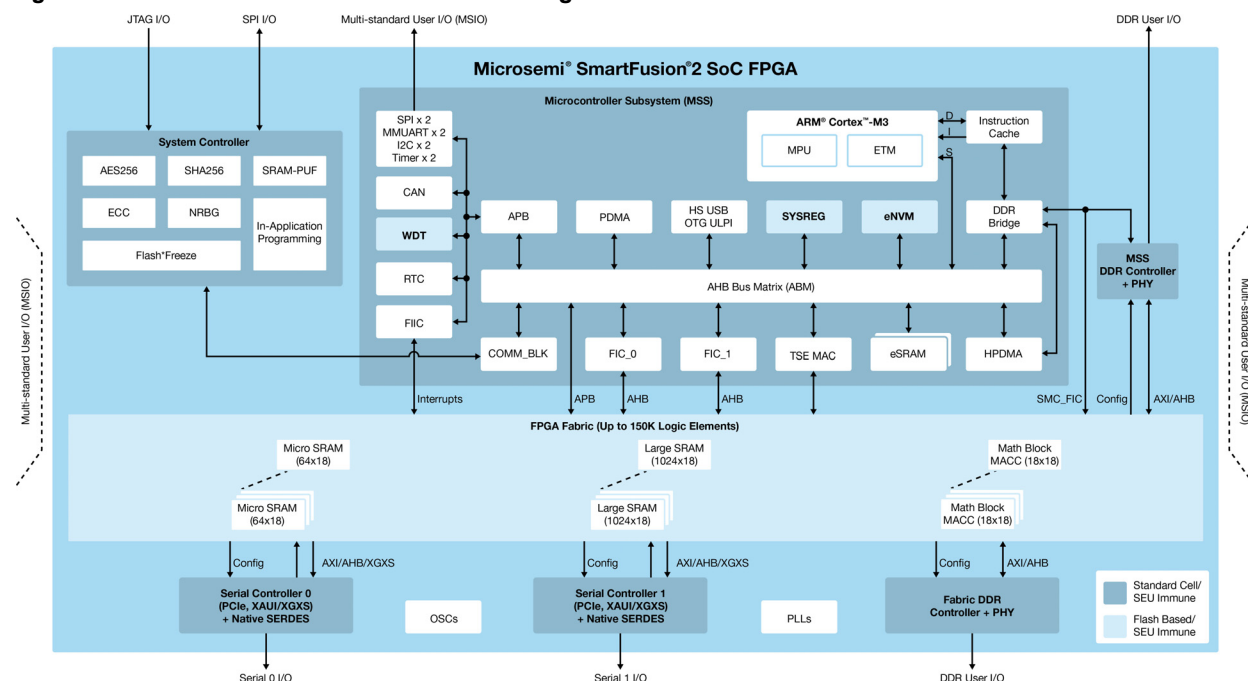 JTAG I/O
SPI I/O
Multi-standard User I/O (MSIO)
DDR User I/O
Microsemi® SmartFusion®2 SoC FPGA
Microcontroller Subsystem (MSS)
System Controller
AES256
SHA256
SRAM-PUF
ECC
NRBG
In-Application
Programming
Flash*Freeze
SPI x 2
MMUART x 2
I2C x 2
Timer x 2
CAN
WDT
RTC
FIIC
ARM® Cortex™-M3
MPU
ETM
D
I
S
Instruction
Cache
APB
PDMA
HS USB
OTG ULPI
SYSREG
eNVM
DDR
Bridge
AHB Bus Matrix (ABM)
COMM_BLK
FIC_0
FIC_1
TSE MAC
eSRAM
HPDMA
MSS
DDR Controller
+ PHY
Multi-standard User I/O (MSIO)
Multi-standard User I/O (MSIO)
Interrupts
APB
AHB
AHB
SMC_FIC
Config
AXI/AHB
FPGA Fabric (Up to 150K Logic Elements)
Micro SRAM
(64x18)
Large SRAM
(1024x18)
Math Block
MACC (18x18)
Micro SRAM
(64x18)
Large SRAM
(1024x18)
Math Block
MACC (18x18)
Config
AXI/AHB/XGXS
Config
AXI/AHB/XGXS
Config
AXI/AHB
Serial Controller 0
(PCIe, XAUI/XGXS)
+ Native SERDES
OSCs
Serial Controller 1
(PCIe, XAUI/XGXS)
+ Native SERDES
PLLs
Fabric DDR
Controller + PHY
Standard Cell/
SEU Immune
Flash Based/
SEU Immune
Serial 0 I/O
Serial 1 I/O
DDR User I/O